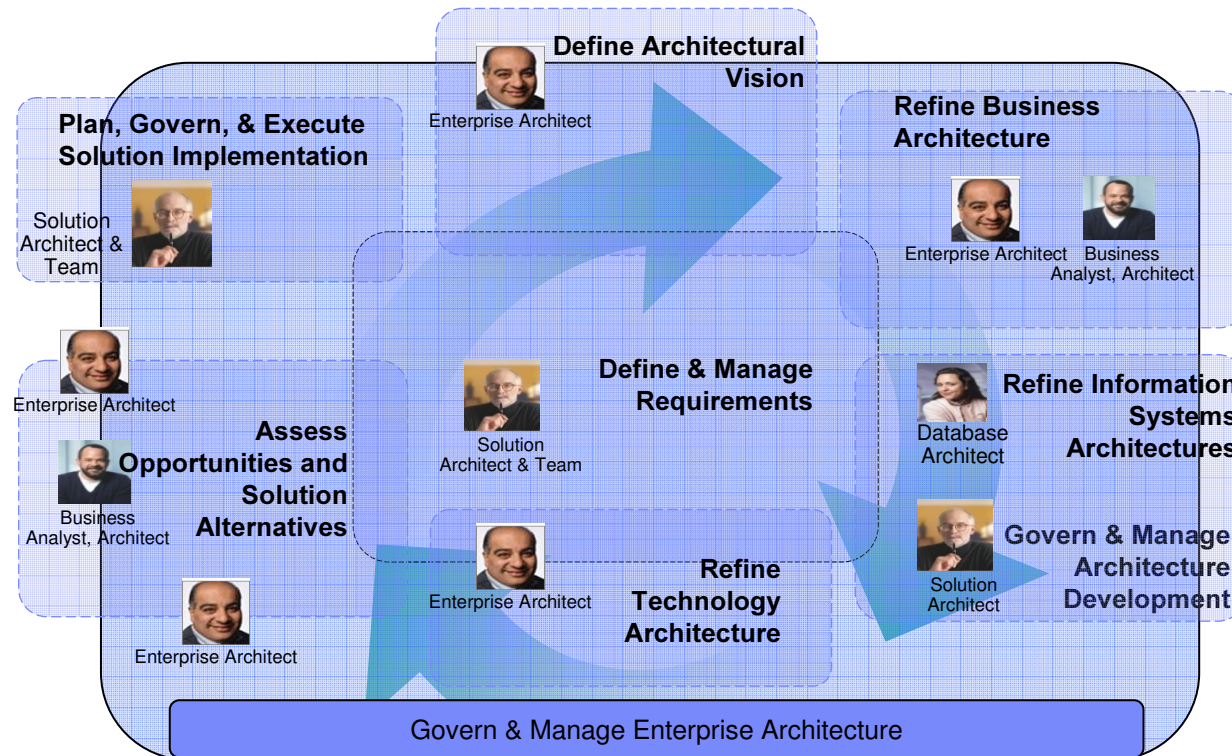 Define Architectural
Vision
Enterprise Architect
Plan, Govern, & Execute
Solution Implementation
Solution
Architect &
Team
Refine Business
Architecture
Enterprise Architect
Business
Analyst, Architect
Enterprise Architect
Assess
Opportunities and
Solution
Alternatives
Business
Analyst, Architect
Enterprise Architect
Define & Manage
Requirements
Solution
Architect & Team
Refine Information
Systems
Architectures
Database
Architect
Govern & Manage
Architecture
Development
Solution
Architect
Refine
Technology
Architecture
Enterprise Architect
Govern & Manage Enterprise Architecture